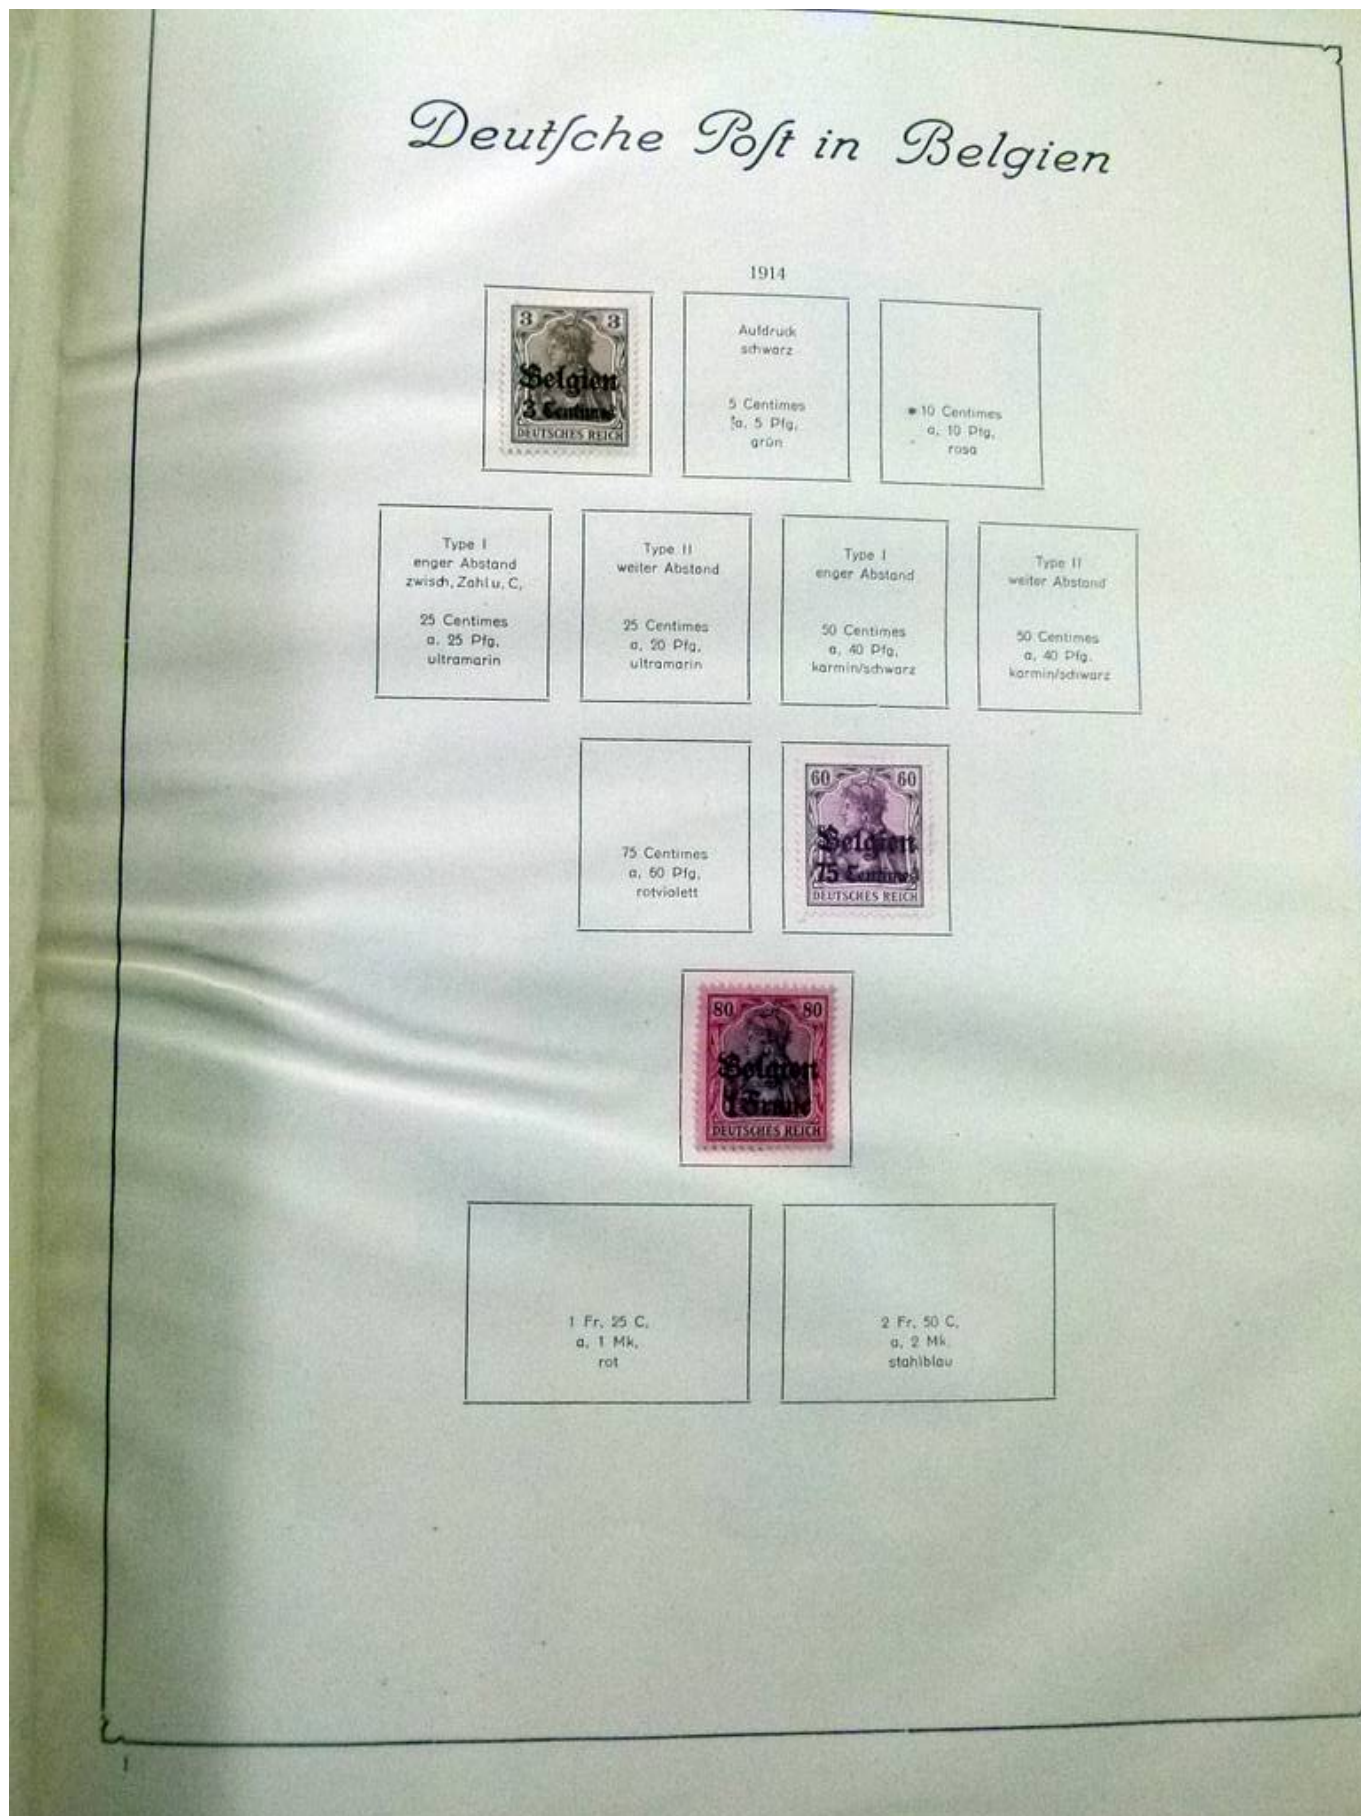 Deutſche Poſt in Belgien
1914
3 3
Belgien
3 Centimes
DEUTSCHES REICH
Aufdruck
schwarz
5 Centimes
a. 5 Pfg.
grün
* 10 Centimes
a. 10 Pfg.
rosa
Type I
enger Abstand
zwisch. Zahl u. C.
25 Centimes
a. 25 Pfg.
ultramarin
Type II
weiter Abstand
25 Centimes
a. 20 Pfg.
ultramarin
Type I
enger Abstand
50 Centimes
a. 40 Pfg.
karmin/schwarz
Type II
weiter Abstand
50 Centimes
a. 40 Pfg.
karmin/schwarz
75 Centimes
a. 60 Pfg.
rotviolett
60 60
Belgien
75 Centimes
DEUTSCHES REICH
80 80
Belgien
1 Franc
DEUTSCHES REICH
1 Fr. 25 C.
a. 1 Mk.
rot
2 Fr. 50 C.
a. 2 Mk.
stahlblau
1